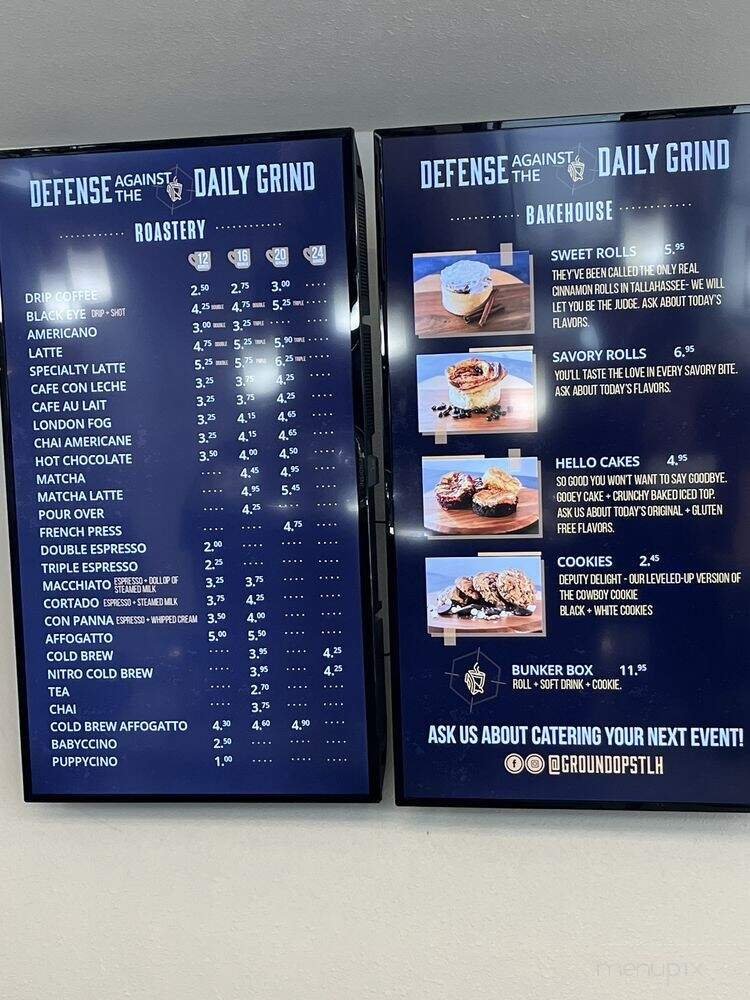 DEFENSE AGAINST THE DAILY GRIND
ROASTERY
12 16 20 24
DRIP COFFEE 2.50 2.75 3.00 ....
BLACK EYE DRIP + SHOT 4.25 DOUBLE 4.75 DOUBLE 5.25 TRIPLE ....
AMERICANO 3.00 DOUBLE 3.25 TRIPLE .... ....
LATTE 4.75 DOUBLE 5.25 TRIPLE 5.90 TRIPLE ....
SPECIALTY LATTE 5.25 DOUBLE 5.75 TRIPLE 6.25 TRIPLE ....
CAFE CON LECHE 3.25 3.75 4.25 ....
CAFE AU LAIT 3.25 3.75 4.25 ....
LONDON FOG 3.25 4.15 4.65 ....
CHAI AMERICANE 3.25 4.15 4.65 ....
HOT CHOCOLATE 3.50 4.00 4.50 ....
MATCHA .... 4.45 4.95 ....
MATCHA LATTE .... 4.95 5.45 ....
POUR OVER .... 4.25 .... ....
FRENCH PRESS .... .... 4.75 ....
DOUBLE ESPRESSO 2.00 .... .... ....
TRIPLE ESPRESSO 2.25 .... .... ....
MACCHIATO ESPRESSO + DOLLOP OF STEAMED MILK 3.25 3.75 .... ....
CORTADO ESPRESSO + STEAMED MILK 3.75 4.25 .... ....
CON PANNA ESPRESSO + WHIPPED CREAM 3.50 4.00 .... ....
AFFOGATTO 5.00 5.50 .... ....
COLD BREW .... 3.95 .... 4.25
NITRO COLD BREW .... 3.95 .... 4.25
TEA .... 2.70 .... ....
CHAI .... 3.75 .... ....
COLD BREW AFFOGATTO 4.30 4.60 4.90 ....
BABYCCINO 2.50 .... .... ....
PUPPYCINO 1.00 .... .... ....
DEFENSE AGAINST THE DAILY GRIND
BAKEHOUSE
SWEET ROLLS 5.95
THEY'VE BEEN CALLED THE ONLY REAL
CINNAMON ROLLS IN TALLAHASSEE- WE WILL
LET YOU BE THE JUDGE. ASK ABOUT TODAY'S
FLAVORS.
SAVORY ROLLS 6.95
YOU'LL TASTE THE LOVE IN EVERY SAVORY BITE.
ASK ABOUT TODAY'S FLAVORS.
HELLO CAKES 4.95
SO GOOD YOU WON'T WANT TO SAY GOODBYE.
GOOEY CAKE + CRUNCHY BAKED ICED TOP.
ASK US ABOUT TODAY'S ORIGINAL + GLUTEN
FREE FLAVORS.
COOKIES 2.45
DEPUTY DELIGHT - OUR LEVELED-UP VERSION OF
THE COWBOY COOKIE
BLACK + WHITE COOKIES
BUNKER BOX 11.95
ROLL + SOFT DRINK + COOKIE.
ASK US ABOUT CATERING YOUR NEXT EVENT!
@GROUNDOPSTLH
menupix